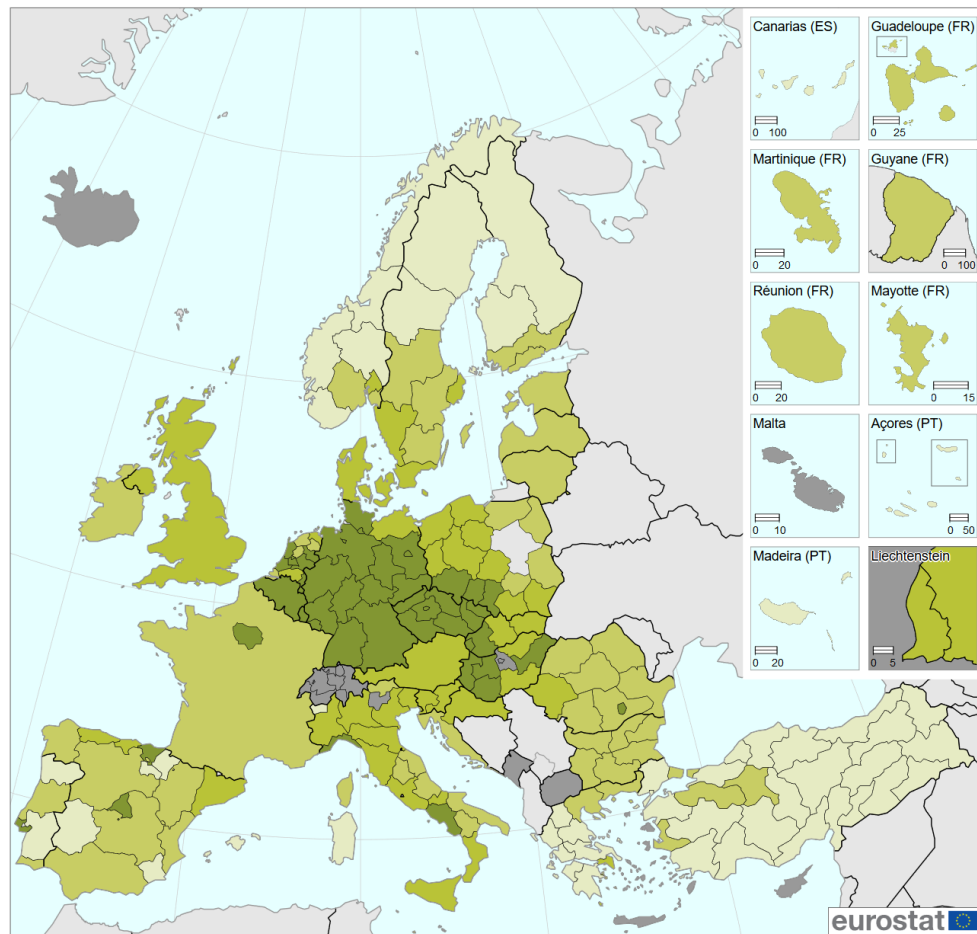 Canarias (ES)
0 100
Guadeloupe (FR)
0 25
Martinique (FR)
0 20
Guyane (FR)
0 100
Réunion (FR)
0 20
Mayotte (FR)
0 15
Malta
0 10
Açores (PT)
0 50
Madeira (PT)
0 20
Liechtenstein
0 5
eurostat